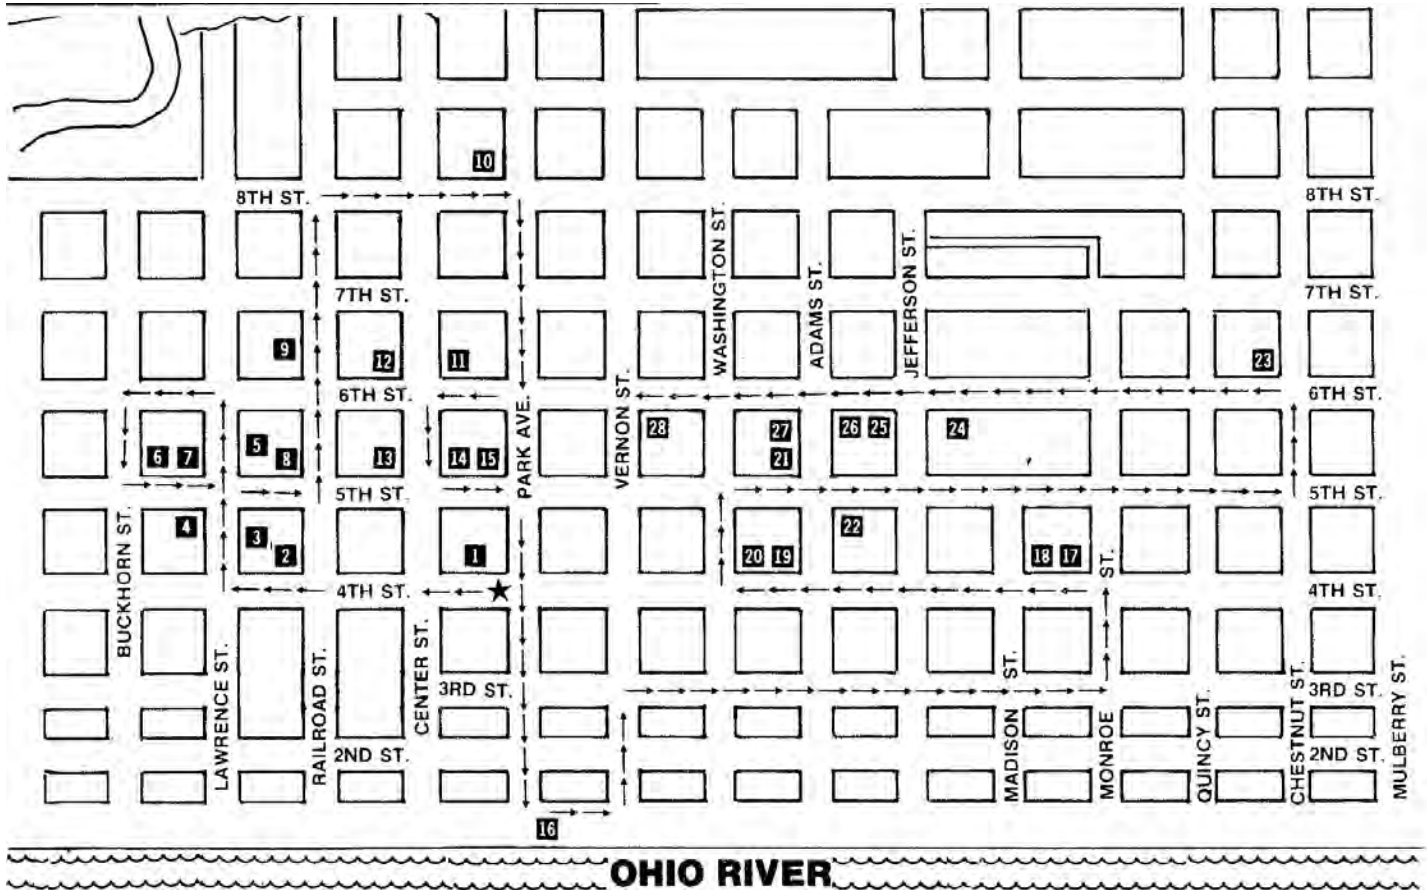 10
8TH ST.
8TH ST.
7TH ST.
WASHINGTON ST.
ADAMS ST.
JEFFERSON ST.
7TH ST.
9
12
11
23
6TH ST.
PARK AVE.
VERNON ST.
6TH ST.
5
6
7
8
13
14
15
28
27
21
26
25
24
5TH ST.
5TH ST.
BUCKHORN ST.
4
3
2
1
20
19
22
18
17
4TH ST.
4TH ST.
LAWRENCE ST.
RAILROAD ST.
CENTER ST.
3RD ST.
MADISON ST.
MONROE ST.
QUINCY ST.
CHESTNUT ST.
3RD ST.
MULBERRY ST.
2ND ST.
2ND ST.
16
OHIO RIVER